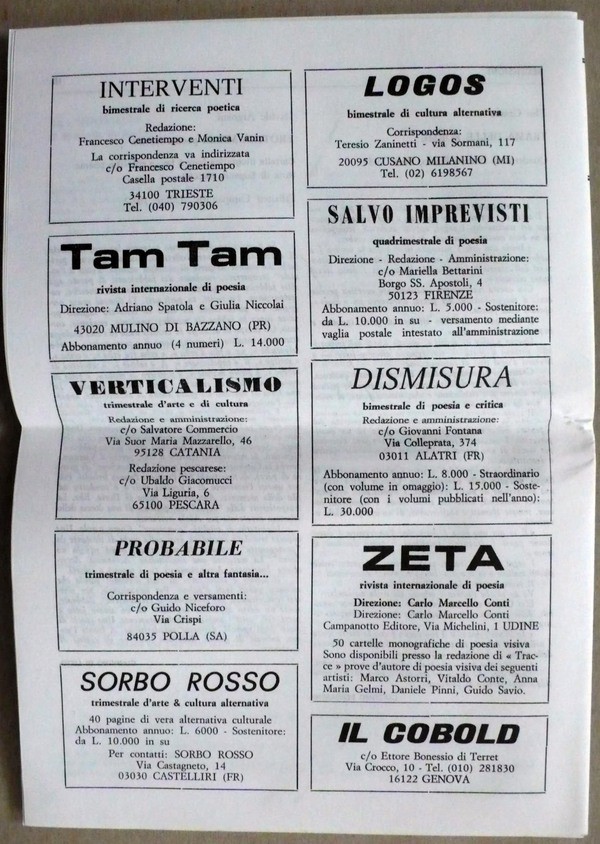 INTERVENTI
bimestrale di ricerca poetica
Redazione:
Francesco Cenetiempo e Monica Vanin
La corrispondenza va indirizzata
c/o Francesco Cenetiempo
Casella postale 1710
34100 TRIESTE
Tel. (040) 790306
Tam Tam
rivista internazionale di poesia
Direzione: Adriano Spatola e Giulia Niccolai
43020 MULINO DI BAZZANO (PR)
Abbonamento annuo (4 numeri) L. 14.000
VERTICALISMO
trimestrale d'arte e di cultura
Redazione e amministrazione:
c/o Salvatore Commercio
Via Suor Maria Mazzarello, 46
95128 CATANIA
Redazione pescarese:
c/o Ubaldo Giacomucci
Via Liguria, 6
65100 PESCARA
PROBABILE
trimestrale di poesia e altra fantasia...
Corrispondenza e versamenti:
c/o Guido Niceforo
Via Crispi
84035 POLLA (SA)
SORBO ROSSO
trimestrale d'arte & cultura alternativa
40 pagine di vera alternativa culturale
Abbonamento annuo: L. 6000 - Sostenitore:
da L. 10.000 in su
Per contatti: SORBO ROSSO
Via Castagneto, 14
03030 CASTELLIRI (FR)
LOGOS
bimestrale di cultura alternativa
Corrispondenza:
Teresio Zaninetti - via Sormani, 117
20095 CUSANO MILANINO (MI)
Tel. (02) 6198567
SALVO IMPREVISTI
quadrimestrale di poesia
Direzione - Redazione - Amministrazione:
c/o Mariella Bettarini
Borgo SS. Apostoli, 4
50123 FIRENZE
Abbonamento annuo: L. 5.000 - Sostenitore:
da L. 10.000 in su - versamento mediante
vaglia postale intestato all'amministrazione
DISMISURA
bimestrale di poesia e critica
Redazione e amministrazione:
c/o Giovanni Fontana
Via Colleprata, 374
03011 ALATRI (FR)
Abbonamento annuo: L. 8.000 - Straordinario
(con volume in omaggio): L. 15.000 - Soste-
nitore (con i volumi pubblicati nell'anno):
L. 30.000
ZETA
rivista internazionale di poesia
Direzione: Carlo Marcello Conti
Direzione: Carlo Marcello Conti
Campanotto Editore, Via Michelini, 1 UDINE
50 cartelle monografiche di poesia visiva
Sono disponibili presso la redazione di « Trac-
ce » prove d'autore di poesia visiva dei seguenti
artisti: Marco Astorri, Vitaldo Conte, Anna
Maria Gelmi, Daniele Pinni, Guido Savio.
IL COBOLD
c/o Ettore Bonessio di Terret
Via Crocco, 10 - Tel. (010) 281830
16122 GENOVA